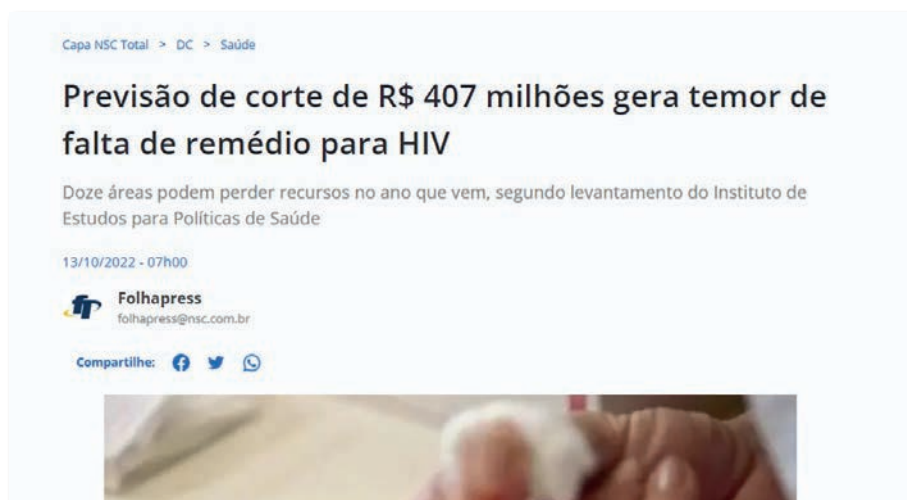 Capa NSC Total > DC > Saúde
Previsão de corte de R$ 407 milhões gera temor de
falta de remédio para HIV
Doze áreas podem perder recursos no ano que vem, segundo levantamento do Instituto de
Estudos para Políticas de Saúde
13/10/2022 - 07h00
Folhapress
folhapress@nsc.com.br
Compartilhe: